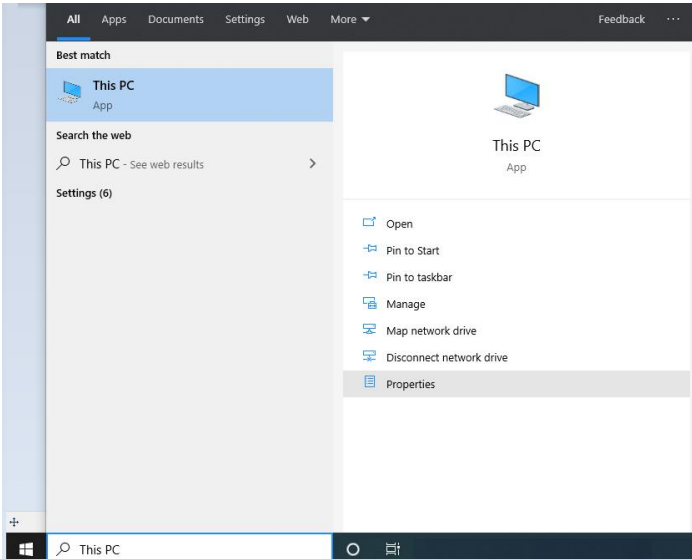 All Apps Documents Settings Web More Feedback ...
Best match
This PC
App
Search the web
This PC - See web results
Settings (6)
This PC
App
Open
Pin to Start
Pin to taskbar
Manage
Map network drive
Disconnect network drive
Properties
This PC